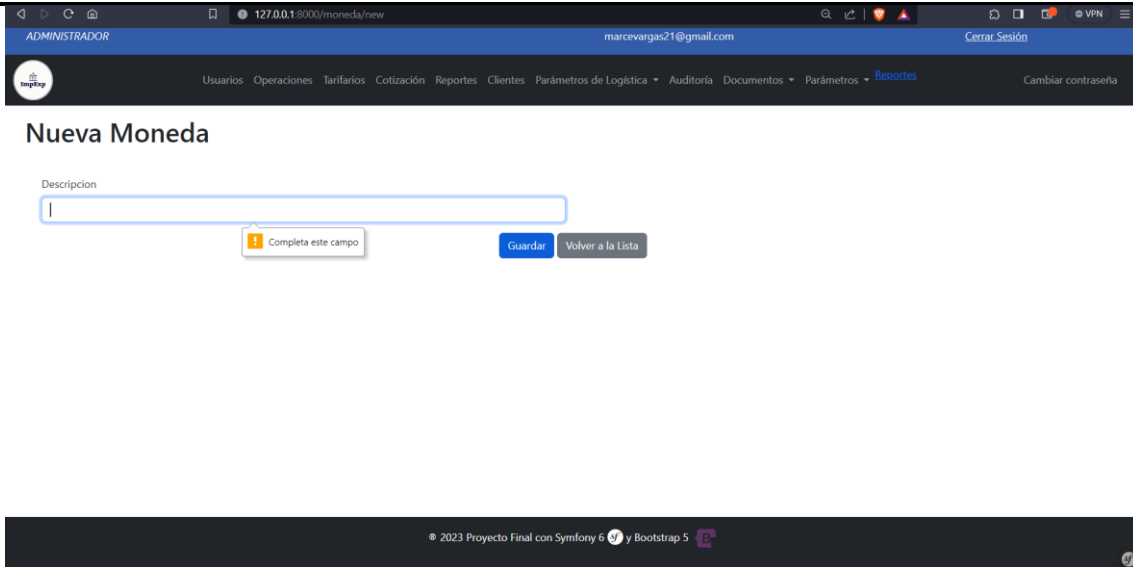 127.0.0.1:8000/moneda/new
VPN
ADMINISTRADOR marcevargas21@gmail.com Cerrar Sesión
ImpExp
Usuarios Operaciones Tarifarios Cotización Reportes Clientes Parámetros de Logística Auditoría Documentos Parámetros Reportes Cambiar contraseña
Nueva Moneda
Descripcion
Completa este campo
Guardar Volver a la Lista
® 2023 Proyecto Final con Symfony 6 sf y Bootstrap 5 B
sf